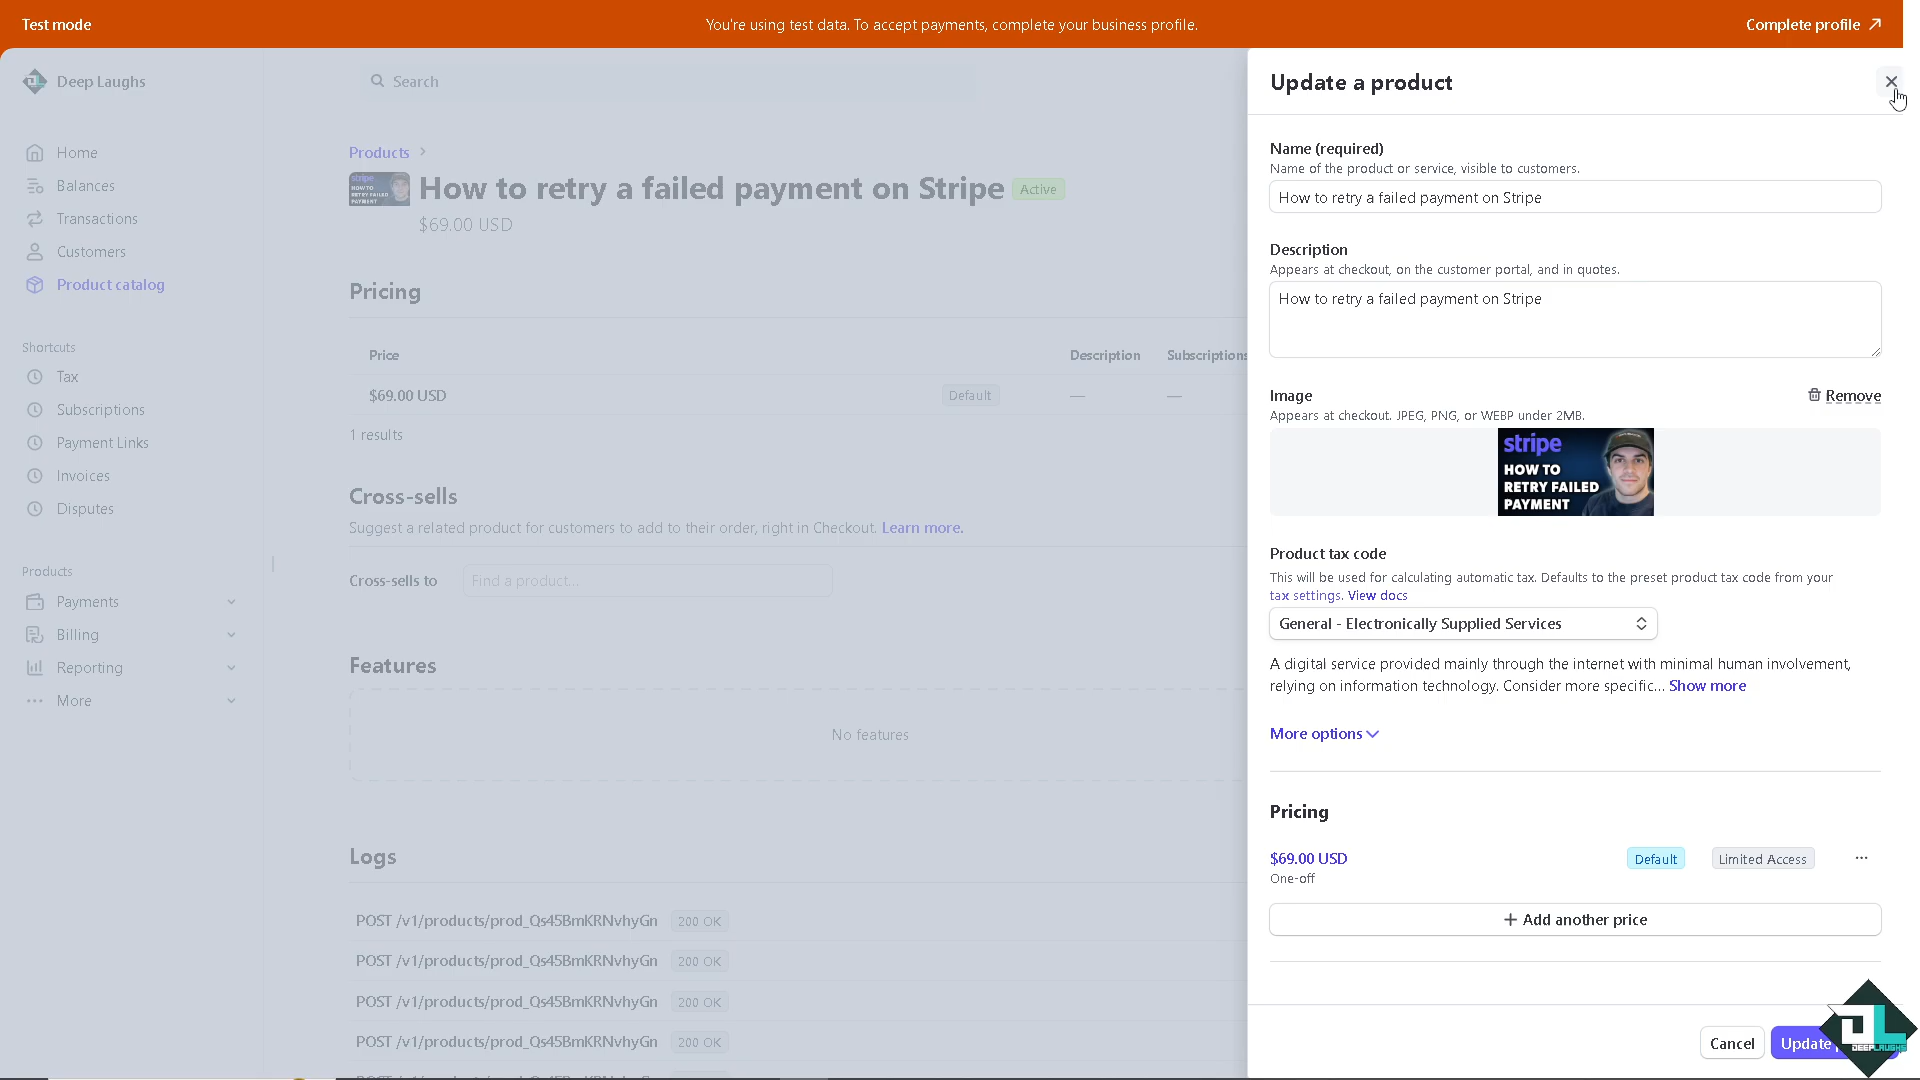 Test mode
You're using test data. To accept payments, complete your business profile.
Complete profile
Deep Laughs
Search
Home
Balances
Transactions
Customers
Product catalog
Shortcuts
Tax
Subscriptions
Payment Links
Invoices
Disputes
Products
Payments
Billing
Reporting
More
Products
stripe
HOW TO
RETRY FAILED
PAYMENT
How to retry a failed payment on Stripe
Active
$69.00 USD
Pricing
Price
Description
Subscriptions
$69.00 USD
Default
—
—
1 results
Cross-sells
Suggest a related product for customers to add to their order, right in Checkout. Learn more.
Cross-sells to
Find a product...
Features
No features
Logs
POST /v1/products/prod_Qs45BmKRNvhyGn 200 OK
POST /v1/products/prod_Qs45BmKRNvhyGn 200 OK
POST /v1/products/prod_Qs45BmKRNvhyGn 200 OK
POST /v1/products/prod_Qs45BmKRNvhyGn 200 OK
Update a product
Name (required)
Name of the product or service, visible to customers.
How to retry a failed payment on Stripe
Description
Appears at checkout, on the customer portal, and in quotes.
How to retry a failed payment on Stripe
Image
Remove
Appears at checkout. JPEG, PNG, or WEBP under 2MB.
stripe
HOW TO
RETRY FAILED
PAYMENT
Product tax code
This will be used for calculating automatic tax. Defaults to the preset product tax code from your
tax settings. View docs
General - Electronically Supplied Services
A digital service provided mainly through the internet with minimal human involvement,
relying on information technology. Consider more specific... Show more
More options
Pricing
$69.00 USD
Default
Limited Access
One-off
Add another price
Cancel
Update
DEEPLAUGHS